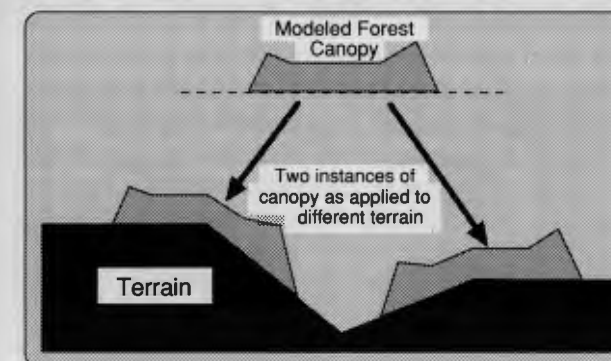 Modeled Forest
Canopy
Two instances of
canopy as applied to
different terrain
Terrain